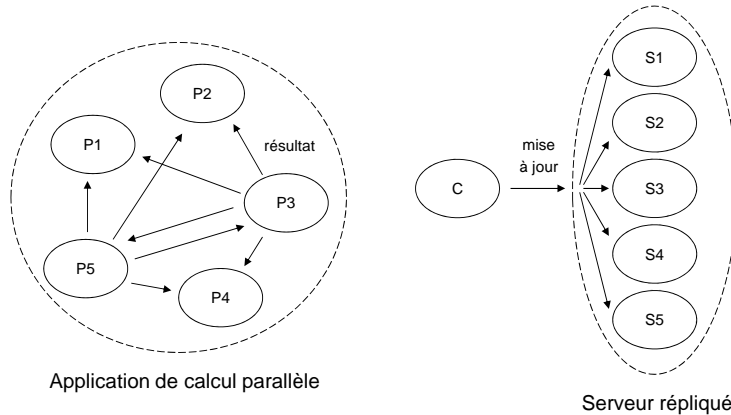 P2
P1
résultat
P3
P5
P4
Application de calcul parallèle
C
mise
à jour
S1
S2
S3
S4
S5
Serveur répliqué